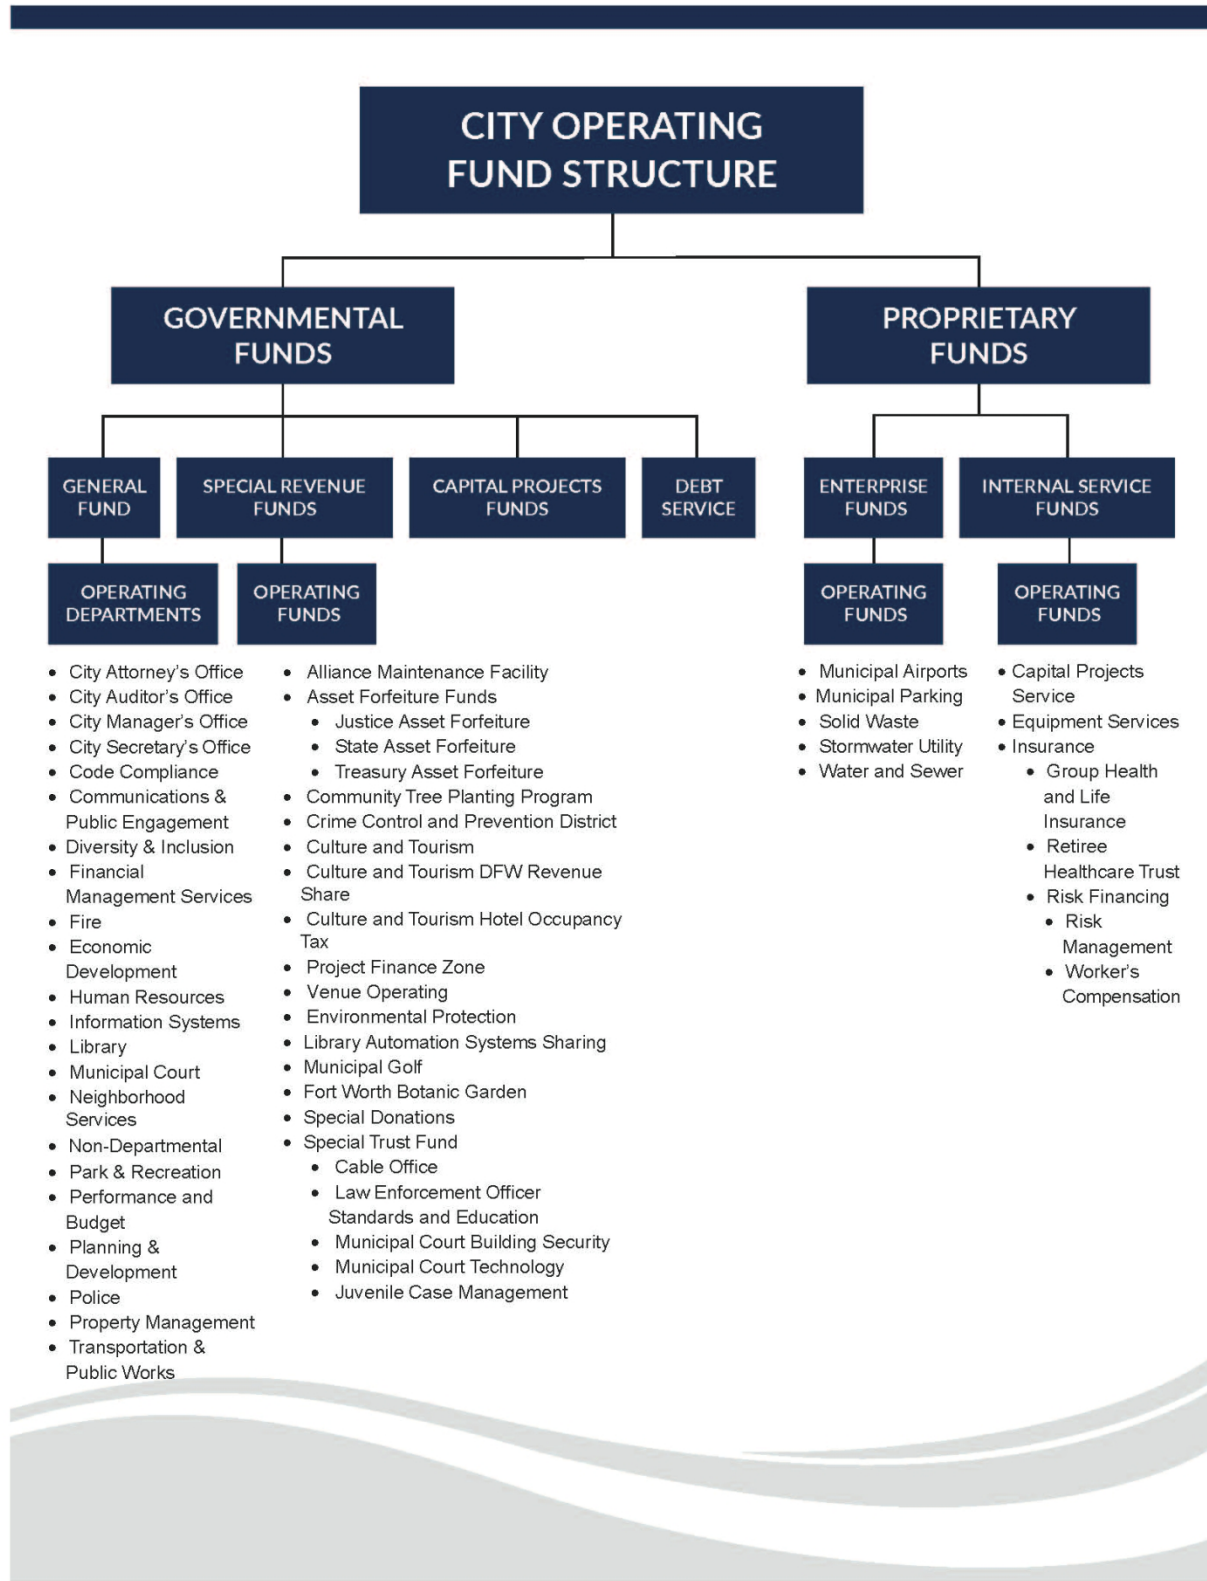 CITY OPERATING
FUND STRUCTURE
GOVERNMENTAL
FUNDS
PROPRIETARY
FUNDS
GENERAL
FUND
SPECIAL REVENUE
FUNDS
CAPITAL PROJECTS
FUNDS
DEBT
SERVICE
ENTERPRISE
FUNDS
INTERNAL SERVICE
FUNDS
OPERATING
DEPARTMENTS
OPERATING
FUNDS
OPERATING
FUNDS
OPERATING
FUNDS
• City Attorney's Office
• City Auditor's Office
• City Manager's Office
• City Secretary's Office
• Code Compliance
• Communications &
Public Engagement
• Diversity & Inclusion
• Financial
Management Services
• Fire
• Economic
Development
• Human Resources
• Information Systems
• Library
• Municipal Court
• Neighborhood
Services
• Non-Departmental
• Park & Recreation
• Performance and
Budget
• Planning &
Development
• Police
• Property Management
• Transportation &
Public Works
• Alliance Maintenance Facility
• Asset Forfeiture Funds
• Justice Asset Forfeiture
• State Asset Forfeiture
• Treasury Asset Forfeiture
• Community Tree Planting Program
• Crime Control and Prevention District
• Culture and Tourism
• Culture and Tourism DFW Revenue
Share
• Culture and Tourism Hotel Occupancy
Tax
• Project Finance Zone
• Venue Operating
• Environmental Protection
• Library Automation Systems Sharing
• Municipal Golf
• Fort Worth Botanic Garden
• Special Donations
• Special Trust Fund
• Cable Office
• Law Enforcement Officer
Standards and Education
• Municipal Court Building Security
• Municipal Court Technology
• Juvenile Case Management
• Municipal Airports
• Municipal Parking
• Solid Waste
• Stormwater Utility
• Water and Sewer
• Capital Projects
Service
• Equipment Services
• Insurance
• Group Health
and Life
Insurance
• Retiree
Healthcare Trust
• Risk Financing
• Risk
Management
• Worker's
Compensation